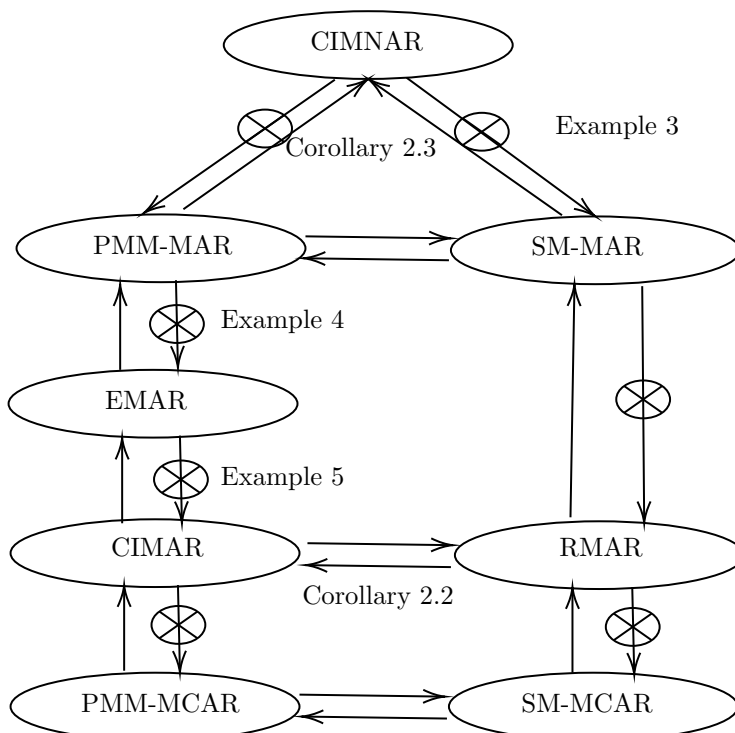 CIMNAR
Example 3
Corollary 2.3
PMM-MAR
SM-MAR
Example 4
EMAR
Example 5
CIMAR
RMAR
Corollary 2.2
PMM-MCAR
SM-MCAR